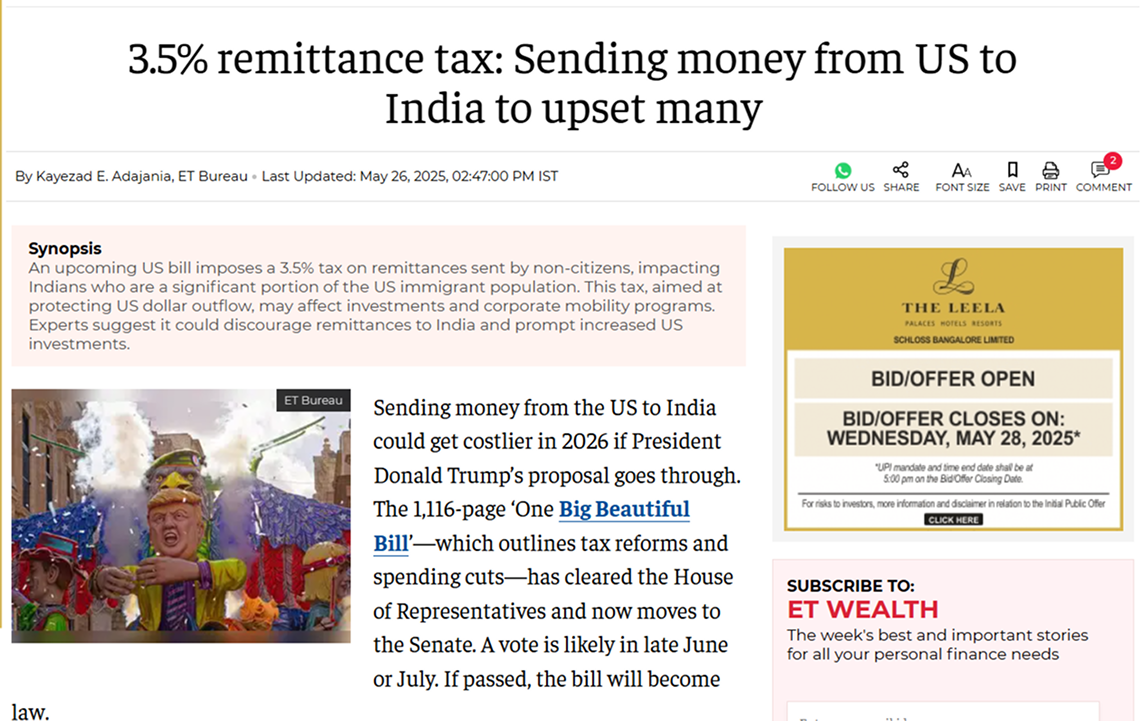 3.5% remittance tax: Sending money from US to
India to upset many
By Kayezad E. Adajania, ET Bureau • Last Updated: May 26, 2025, 02:47:00 PM IST
FOLLOW US
SHARE
FONT SIZE
SAVE
PRINT
2
COMMENT
Synopsis
An upcoming US bill imposes a 3.5% tax on remittances sent by non-citizens, impacting
Indians who are a significant portion of the US immigrant population. This tax, aimed at
protecting US dollar outflow, may affect investments and corporate mobility programs.
Experts suggest it could discourage remittances to India and prompt increased US
investments.
ET Bureau
Sending money from the US to India
could get costlier in 2026 if President
Donald Trump’s proposal goes through.
The 1,116-page ‘One Big Beautiful
Bill’—which outlines tax reforms and
spending cuts—has cleared the House
of Representatives and now moves to
the Senate. A vote is likely in late June
or July. If passed, the bill will become
law.
L
THE LEELA
PALACES HOTELS RESORTS
SCHLOSS BANGALORE LIMITED
BID/OFFER OPEN
BID/OFFER CLOSES ON:
WEDNESDAY, MAY 28, 2025*
*UPI mandate and time end date shall be at
5:00 pm on the Bid/Offer Closing Date.
For risks to investors, more information and disclaimer in relation to the Initial Public Offer
CLICK HERE
SUBSCRIBE TO:
ET WEALTH
The week's best and important stories
for all your personal finance needs